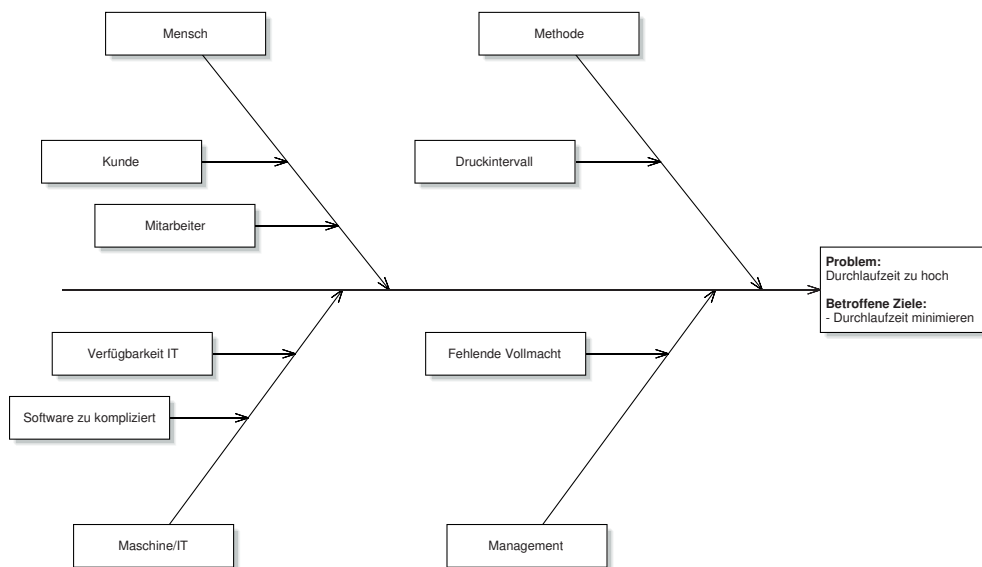 Mensch
Methode
Kunde
Druckintervall
Mitarbeiter
Problem:
Durchlaufzeit zu hoch
Betroffene Ziele:
- Durchlaufzeit minimieren
Verfügbarkeit IT
Fehlende Vollmacht
Software zu kompliziert
Maschine/IT
Management